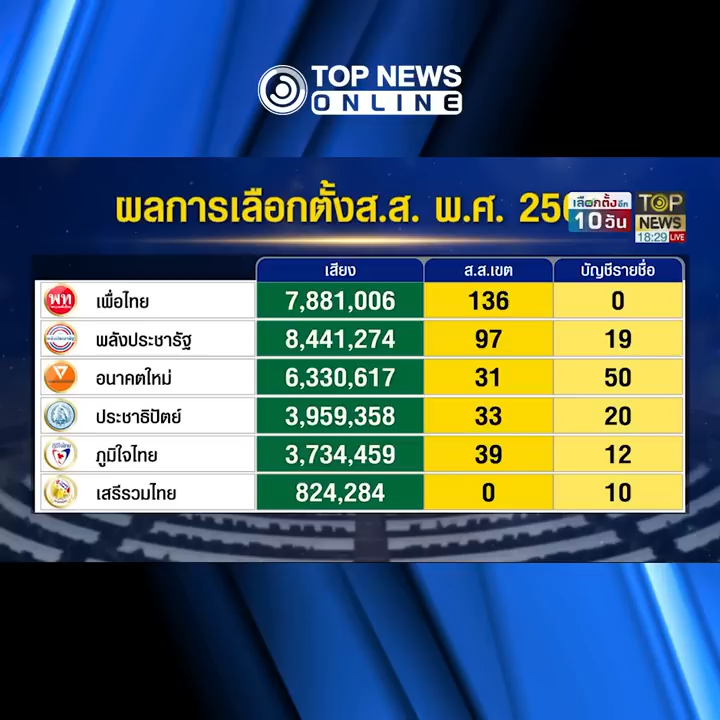 TOP NEWS
ONLINE
ผลการเลือกตั้งส.ส. พ.ศ. 25
เลือกตั้งอีก
10 วัน
TOP
NEWS
18:29 LIVE
เสียง ส.ส.เขต บัญชีรายชื่อ
พท เพื่อไทย 7,881,006 136 0
พลังประชารัฐ 8,441,274 97 19
อนาคตใหม่ 6,330,617 31 50
ประชาธิปัตย์ 3,959,358 33 20
ภูมิใจไทย 3,734,459 39 12
เสรีรวมไทย 824,284 0 10